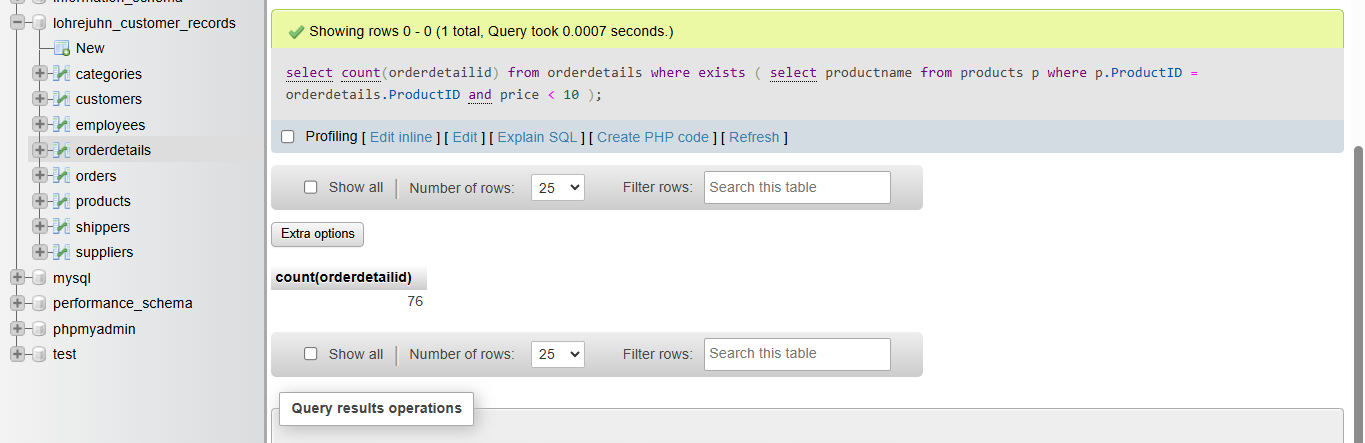 information_schema
lohrejuhn_customer_records
New
categories
customers
employees
orderdetails
orders
products
shippers
suppliers
mysql
performance_schema
phpmyadmin
test
Showing rows 0 - 0 (1 total, Query took 0.0007 seconds.)
select count(orderdetailid) from orderdetails where exists ( select productname from products p where p.ProductID =
orderdetails.ProductID and price < 10 );
Profiling [ Edit inline ] [ Edit ] [ Explain SQL ] [ Create PHP code ] [ Refresh ]
Show all | Number of rows: 25 Filter rows: Search this table
Extra options
count(orderdetailid)
76
Show all | Number of rows: 25 Filter rows: Search this table
Query results operations